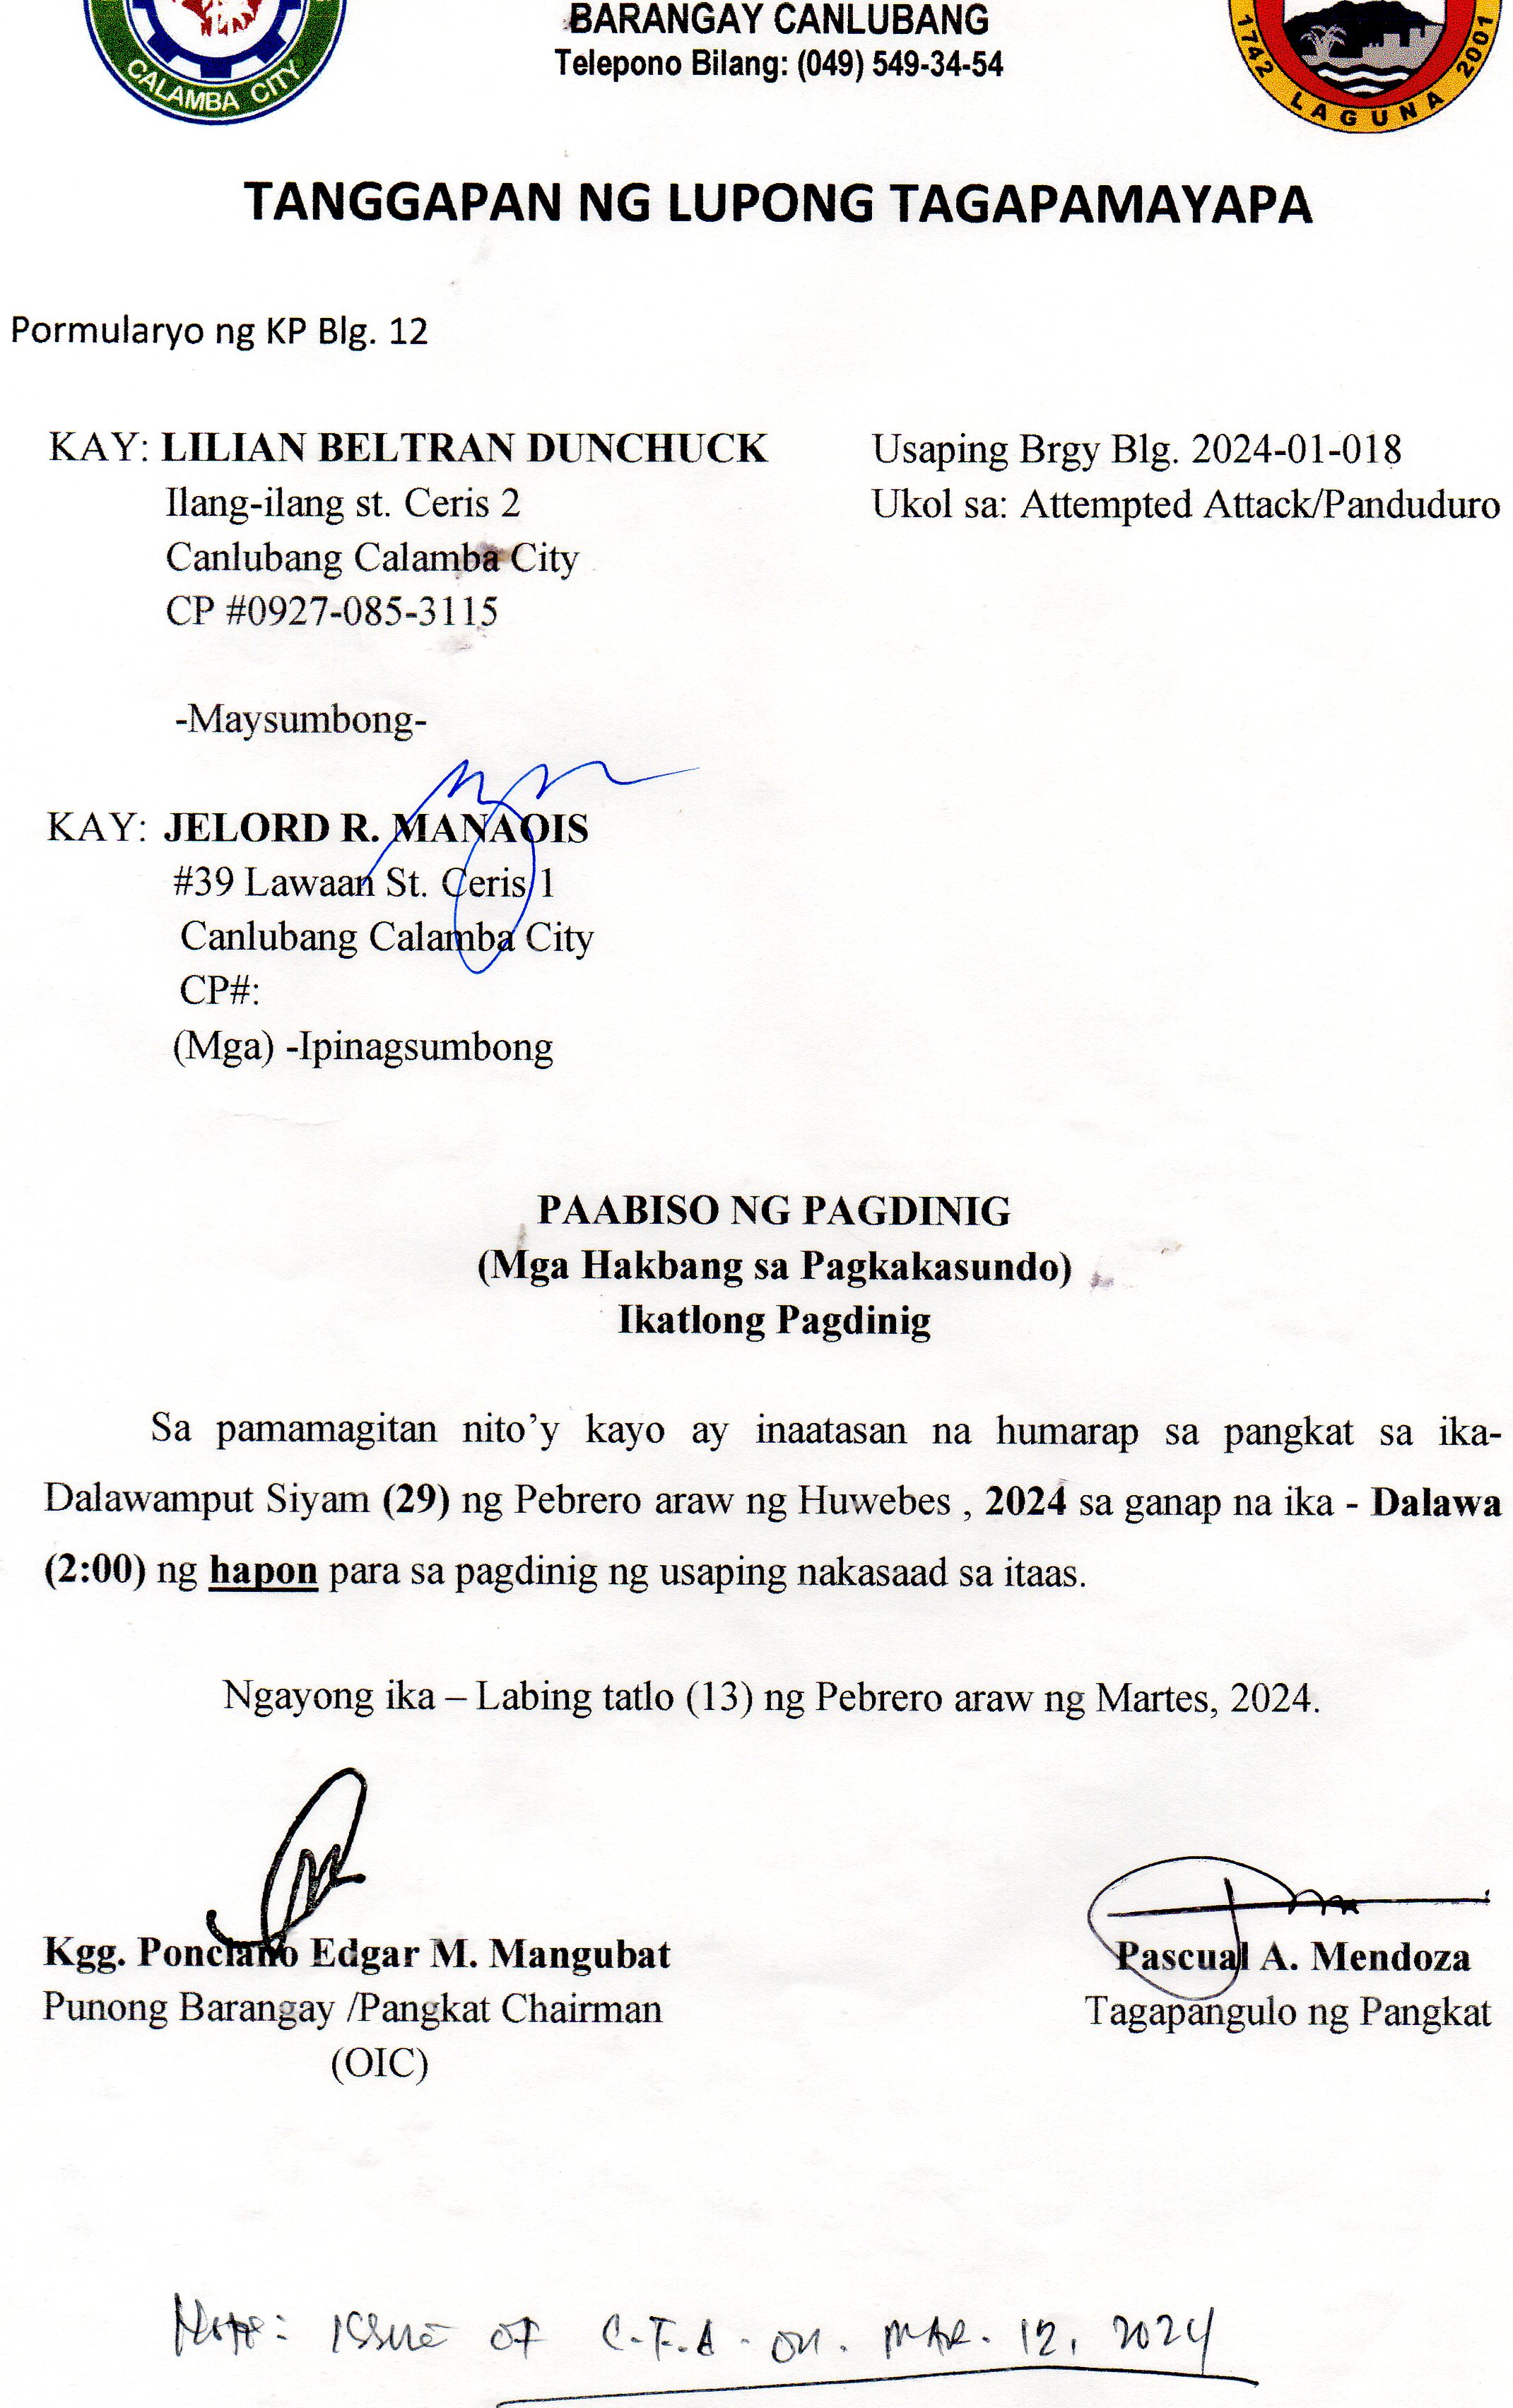 BARANGAY CANLUBANG
Telepono Bilang: (049) 549-34-54
CALAMBA CITY
1742 LAGUNA 2001
TANGGAPAN NG LUPONG TAGAPAMAYAPA
Pormularyo ng KP Blg. 12
KAY: LILIAN BELTRAN DUNCHUCK
Ilang-ilang st. Ceris 2
Canlubang Calamba City
CP #0927-085-3115
-Maysumbong-
Usaping Brgy Blg. 2024-01-018
Ukol sa: Attempted Attack/Panduduro
KAY: JELORD R. MANAOIS
#39 Lawaan St. Ceris 1
Canlubang Calamba City
CP#:
(Mga) -Ipinagsumbong
PAABISO NG PAGDINIG
(Mga Hakbang sa Pagkakasundo)
Ikatlong Pagdinig
Sa pamamagitan nito’y kayo ay inaatasan na humarap sa pangkat sa ika-
Dalawamput Siyam (29) ng Pebrero araw ng Huwebes , 2024 sa ganap na ika - Dalawa
(2:00) ng hapon para sa pagdinig ng usaping nakasaad sa itaas.
Ngayong ika – Labing tatlo (13) ng Pebrero araw ng Martes, 2024.
Kgg. Ponciano Edgar M. Mangubat
Punong Barangay /Pangkat Chairman
(OIC)
Pascual A. Mendoza
Tagapangulo ng Pangkat
Note: ISSUE OF C.F.A. ON. MAR. 12, 2024